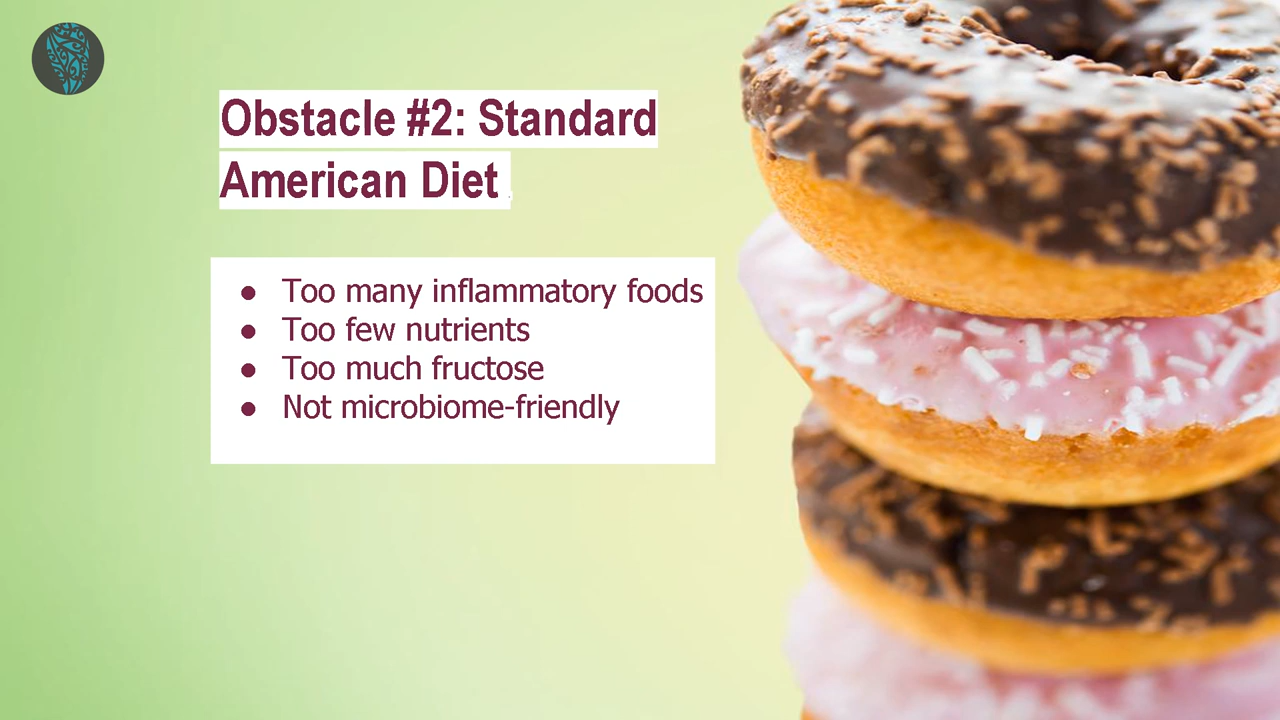 Obstacle #2: Standard
American Diet
● Too many inflammatory foods
● Too few nutrients
● Too much fructose
● Not microbiome-friendly